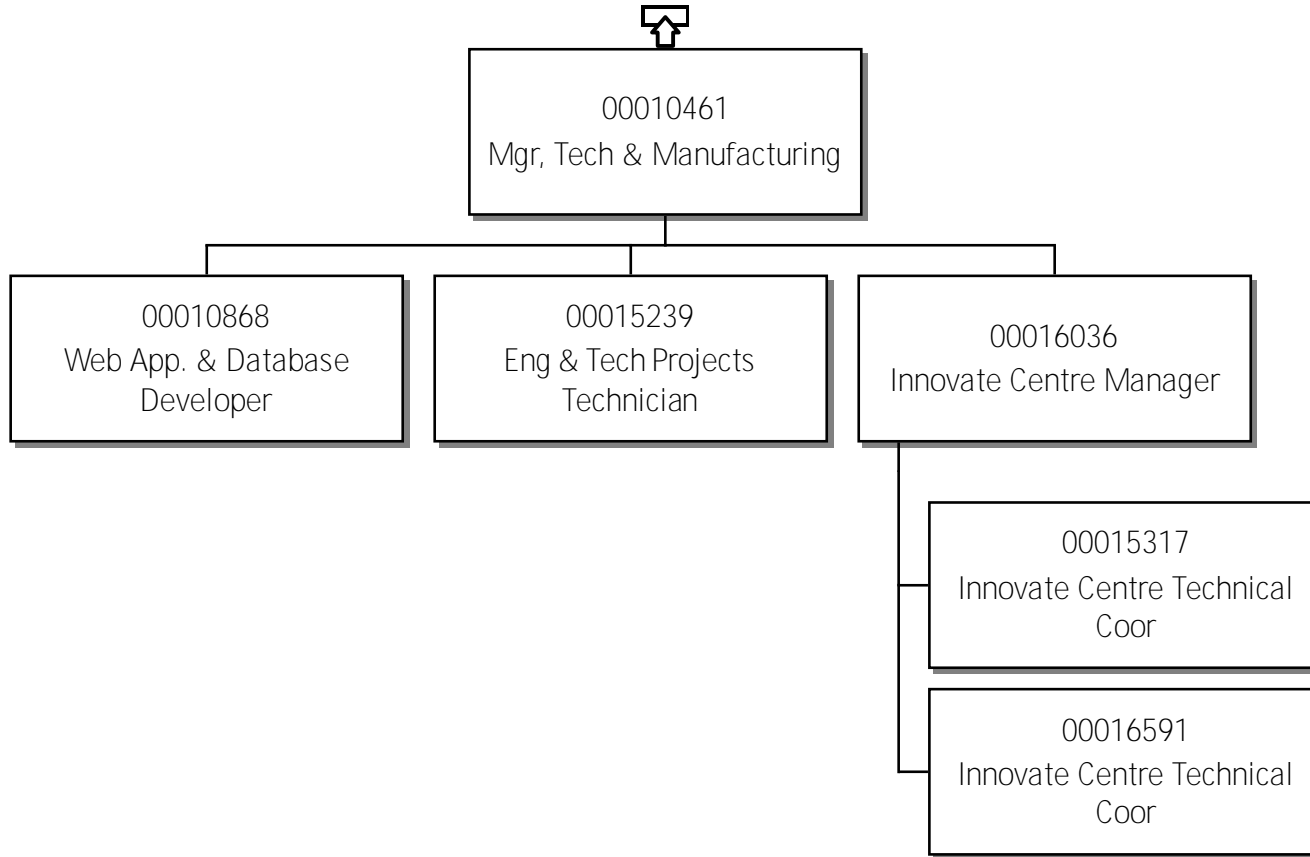 00010461
Mgr, Tech & Manufacturing
00010868
Web App. & Database
Developer
00015239
Eng & Tech Projects
Technician
00016036
Innovate Centre Manager
00015317
Innovate Centre Technical
Coor
00016591
Innovate Centre Technical
Coor